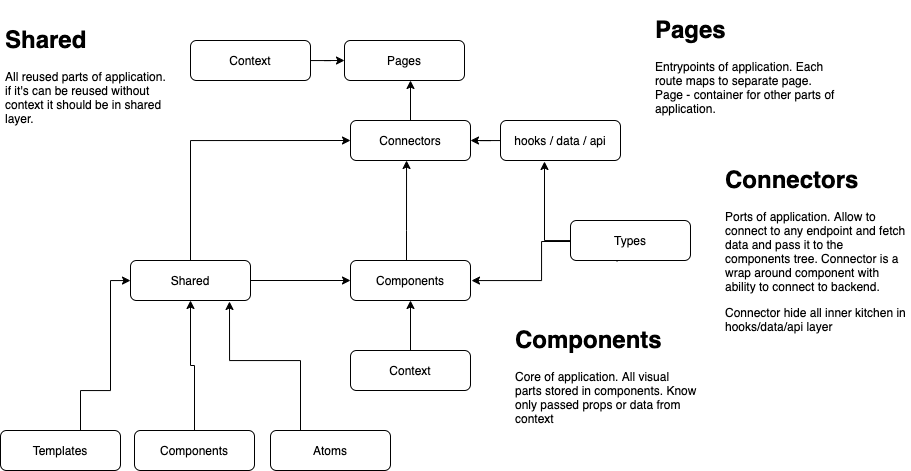 Shared
All reused parts of application.
if it's can be reused without
context it should be in shared
layer.
Context
Pages
Pages
Entrypoints of application. Each
route maps to separate page.
Page - container for other parts of
application.
Connectors
hooks / data / api
Connectors
Ports of application. Allow to
connect to any endpoint and fetch
data and pass it to the
components tree. Connector is a
wrap around component with
ability to connect to backend.
Connector hide all inner kitchen in
hooks/data/api layer
Types
Shared
Components
Components
Core of application. All visual
parts stored in components. Know
only passed props or data from
context
Context
Templates
Components
Atoms